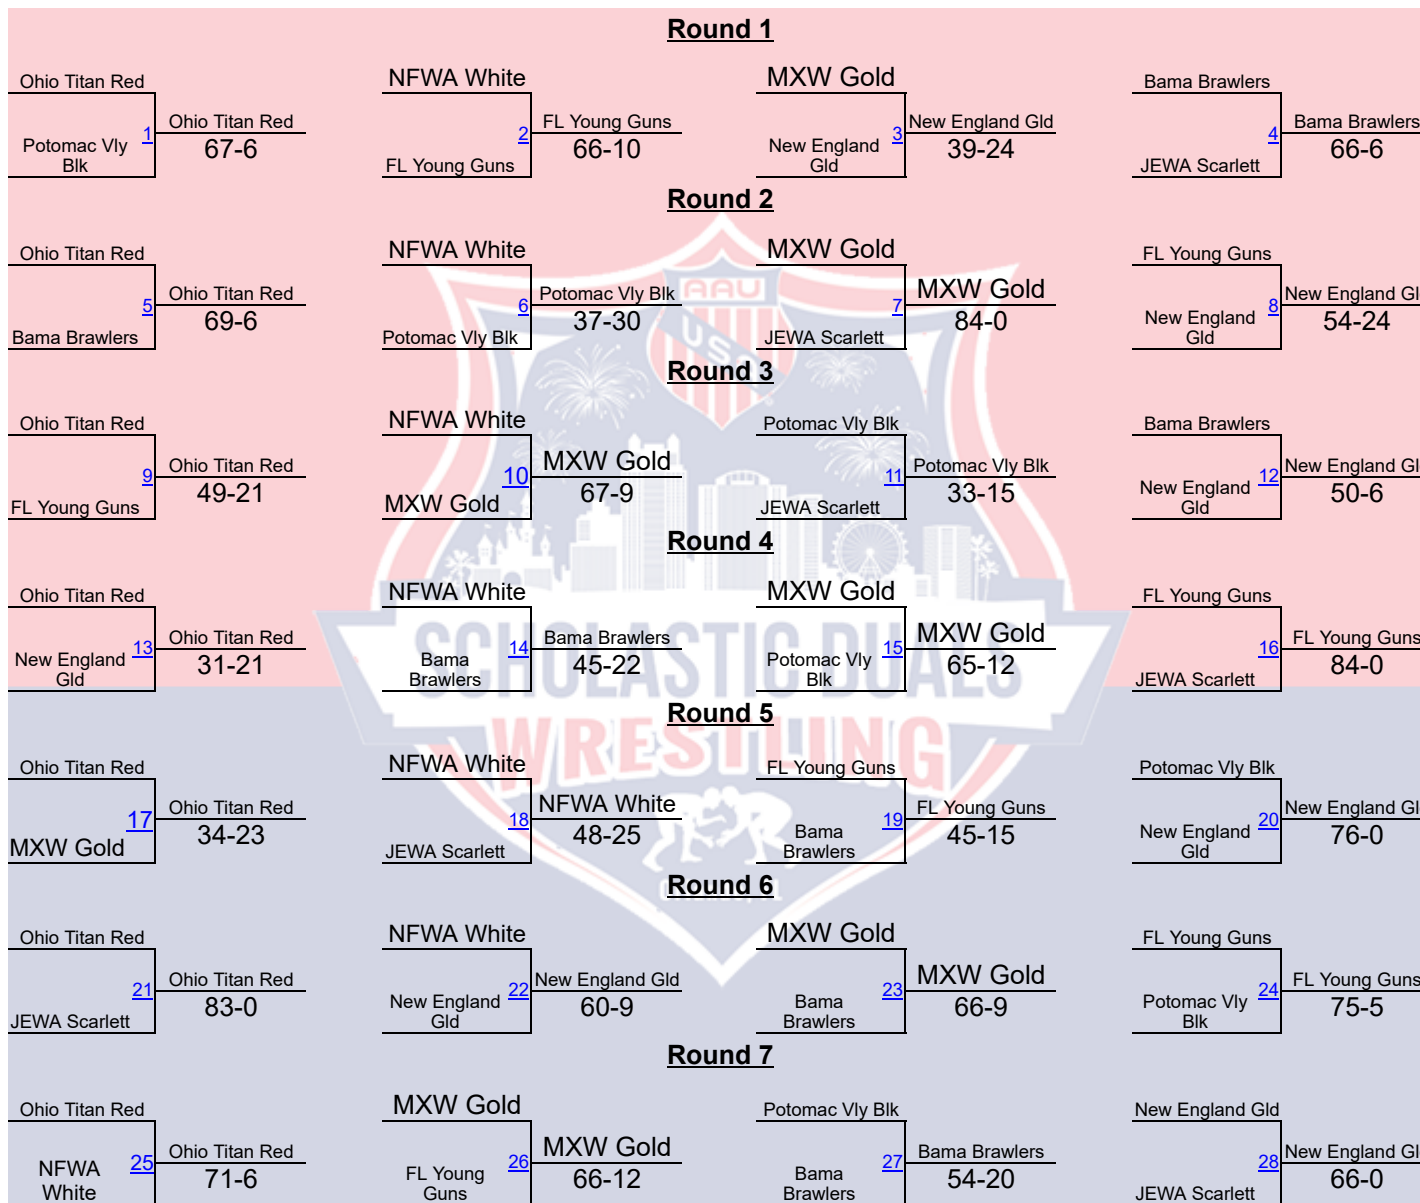 Round 1
Ohio Titan Red
1
Potomac Vly
Blk
Ohio Titan Red
67-6
NFWA White
2
FL Young Guns
FL Young Guns
66-10
MXW Gold
3
New England
Gld
New England Gld
39-24
Bama Brawlers
4
JEWA Scarlett
Bama Brawlers
66-6
Round 2
Ohio Titan Red
5
Bama Brawlers
Ohio Titan Red
69-6
NFWA White
6
Potomac Vly Blk
Potomac Vly Blk
37-30
MXW Gold
7
JEWA Scarlett
MXW Gold
84-0
FL Young Guns
8
New England
Gld
New England Gl
54-24
Round 3
Ohio Titan Red
9
FL Young Guns
Ohio Titan Red
49-21
NFWA White
10
MXW Gold
MXW Gold
67-9
Potomac Vly Blk
11
JEWA Scarlett
Potomac Vly Blk
33-15
Bama Brawlers
12
New England
Gld
New England Gl
50-6
Round 4
Ohio Titan Red
13
New England
Gld
Ohio Titan Red
31-21
NFWA White
14
Bama
Brawlers
Bama Brawlers
45-22
MXW Gold
15
Potomac Vly
Blk
MXW Gold
65-12
FL Young Guns
16
JEWA Scarlett
FL Young Guns
84-0
Round 5
Ohio Titan Red
17
MXW Gold
Ohio Titan Red
34-23
NFWA White
18
JEWA Scarlett
NFWA White
48-25
FL Young Guns
19
Bama
Brawlers
FL Young Guns
45-15
Potomac Vly Blk
20
New England
Gld
New England Gl
76-0
Round 6
Ohio Titan Red
21
JEWA Scarlett
Ohio Titan Red
83-0
NFWA White
22
New England
Gld
New England Gld
60-9
MXW Gold
23
Bama
Brawlers
MXW Gold
66-9
FL Young Guns
24
Potomac Vly
Blk
FL Young Guns
75-5
Round 7
Ohio Titan Red
25
NFWA
White
Ohio Titan Red
71-6
MXW Gold
26
FL Young
Guns
MXW Gold
66-12
Potomac Vly Blk
27
Bama
Brawlers
Bama Brawlers
54-20
New England Gld
28
JEWA Scarlett
New England Gl
66-0
AAU
USA
SCHOLASTIC DUALS
WRESTLING